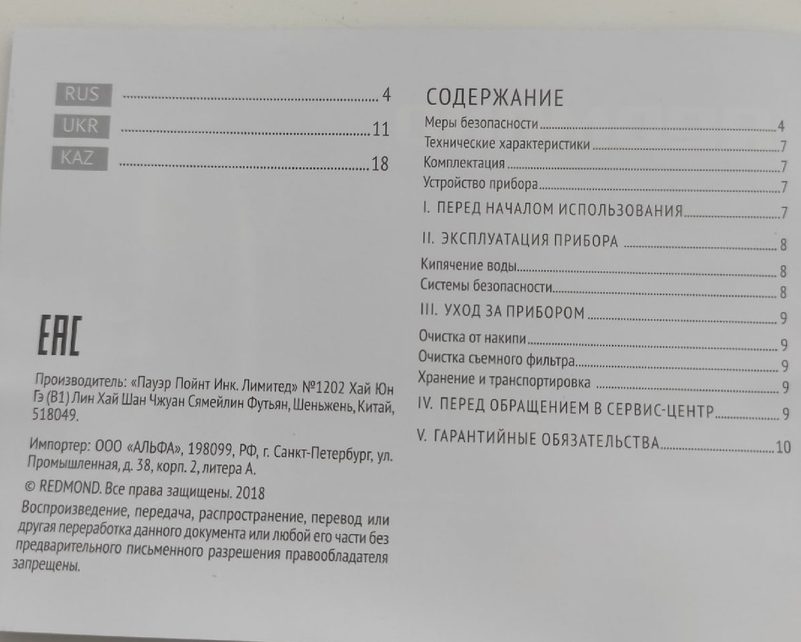 RUS ........ 4
UKR ........ 11
KAZ ........ 18
EAC
Производитель: «Пауэр Пойнт Инк. Лимитед» №1202 Хай Юн
Гэ (В1) Лин Хай Шан Чжуан Сямейлин Футьян, Шеньжень, Китай,
518049.
Импортер: ООО «АЛЬФА», 198099, РФ, г. Санкт-Петербург, ул.
Промышленная, д. 38, корп. 2, литера А.
© REDMOND. Все права защищены. 2018
Воспроизведение, передача, распространение, перевод или
другая переработка данного документа или любой его части без
предварительного письменного разрешения правообладателя
запрещены.
СОДЕРЖАНИЕ
Меры безопасности ........ 4
Технические характеристики ........ 7
Комплектация ........ 7
Устройство прибора ........ 7
I. ПЕРЕД НАЧАЛОМ ИСПОЛЬЗОВАНИЯ ........ 7
II. ЭКСПЛУАТАЦИЯ ПРИБОРА ........ 8
Кипячение воды ........ 8
Системы безопасности ........ 8
III. УХОД ЗА ПРИБОРОМ ........ 9
Очистка от накипи ........ 9
Очистка съемного фильтра ........ 9
Хранение и транспортировка ........ 9
IV. ПЕРЕД ОБРАЩЕНИЕМ В СЕРВИС-ЦЕНТР ........ 9
V. ГАРАНТИЙНЫЕ ОБЯЗАТЕЛЬСТВА ........ 10